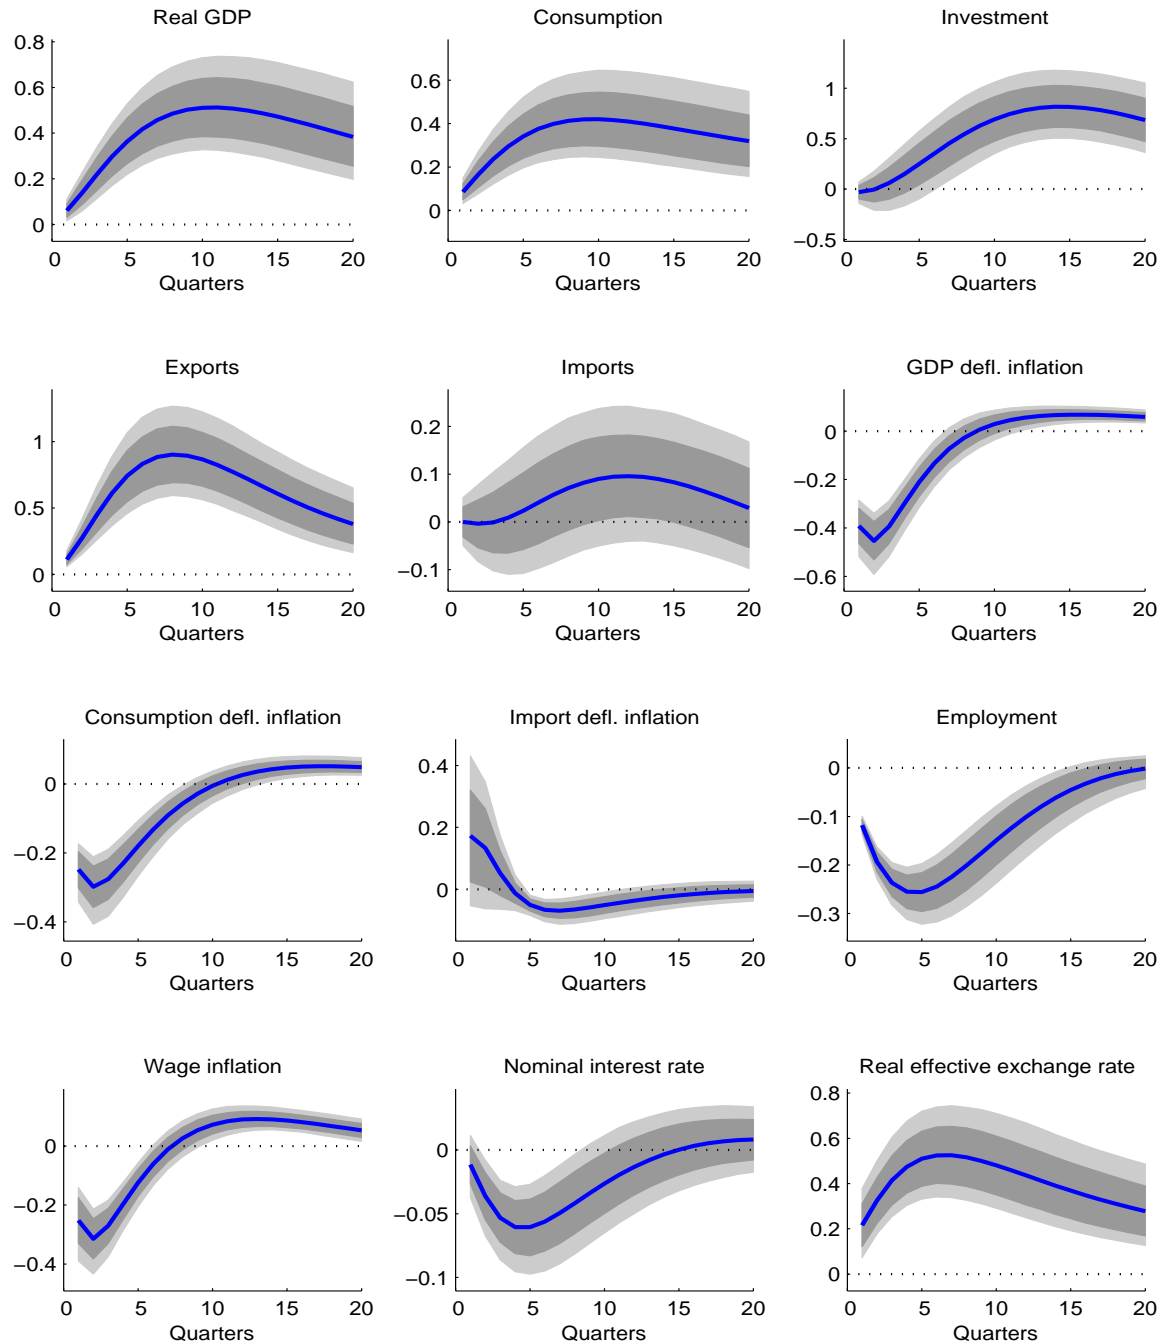 Real GDP Consumption Investment
0.8
0.6
0.4
0.2
0
0 5 10 15 20
Quarters
0.6
0.4
0.2
0
0 5 10 15 20
Quarters
1
0.5
0
−0.5
0 5 10 15 20
Quarters
Exports Imports GDP defl. inflation
1
0.5
0
0 5 10 15 20
Quarters
0.2
0.1
0
−0.1
0 5 10 15 20
Quarters
0
−0.2
−0.4
−0.6
0 5 10 15 20
Quarters
Consumption defl. inflation Import defl. inflation Employment
0
−0.2
−0.4
0 5 10 15 20
Quarters
0.4
0.2
0
0 5 10 15 20
Quarters
0
−0.1
−0.2
−0.3
0 5 10 15 20
Quarters
Wage inflation Nominal interest rate Real effective exchange rate
0
−0.2
−0.4
0 5 10 15 20
Quarters
0
−0.05
−0.1
0 5 10 15 20
Quarters
0.8
0.6
0.4
0.2
0
0 5 10 15 20
Quarters